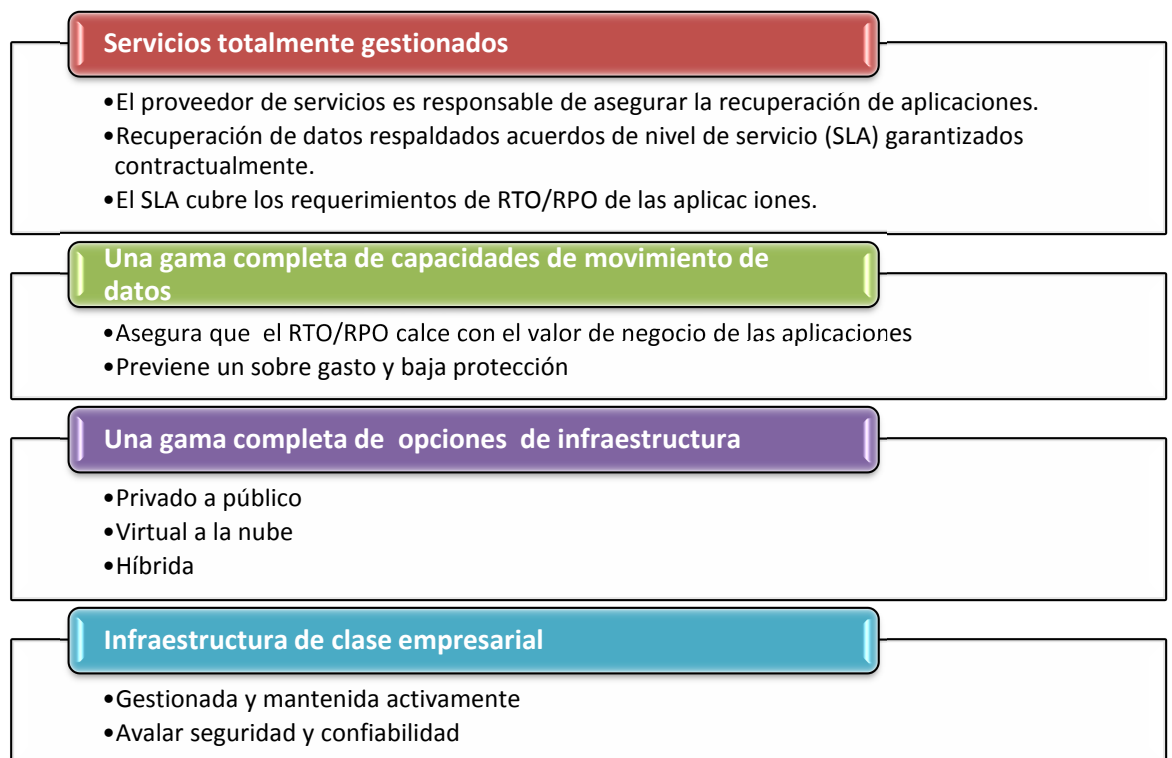 Servicios totalmente gestionados
•El proveedor de servicios es responsable de asegurar la recuperación de aplicaciones.
•Recuperación de datos respaldados acuerdos de nivel de servicio (SLA) garantizados
contractualmente.
•El SLA cubre los requerimientos de RTO/RPO de las aplicac iones.
Una gama completa de capacidades de movimiento de
datos
•Asegura que el RTO/RPO calce con el valor de negocio de las aplicaciones
•Previene un sobre gasto y baja protección
Una gama completa de opciones de infraestructura
•Privado a público
•Virtual a la nube
•Híbrida
Infraestructura de clase empresarial
•Gestionada y mantenida activamente
•Avalar seguridad y confiabilidad